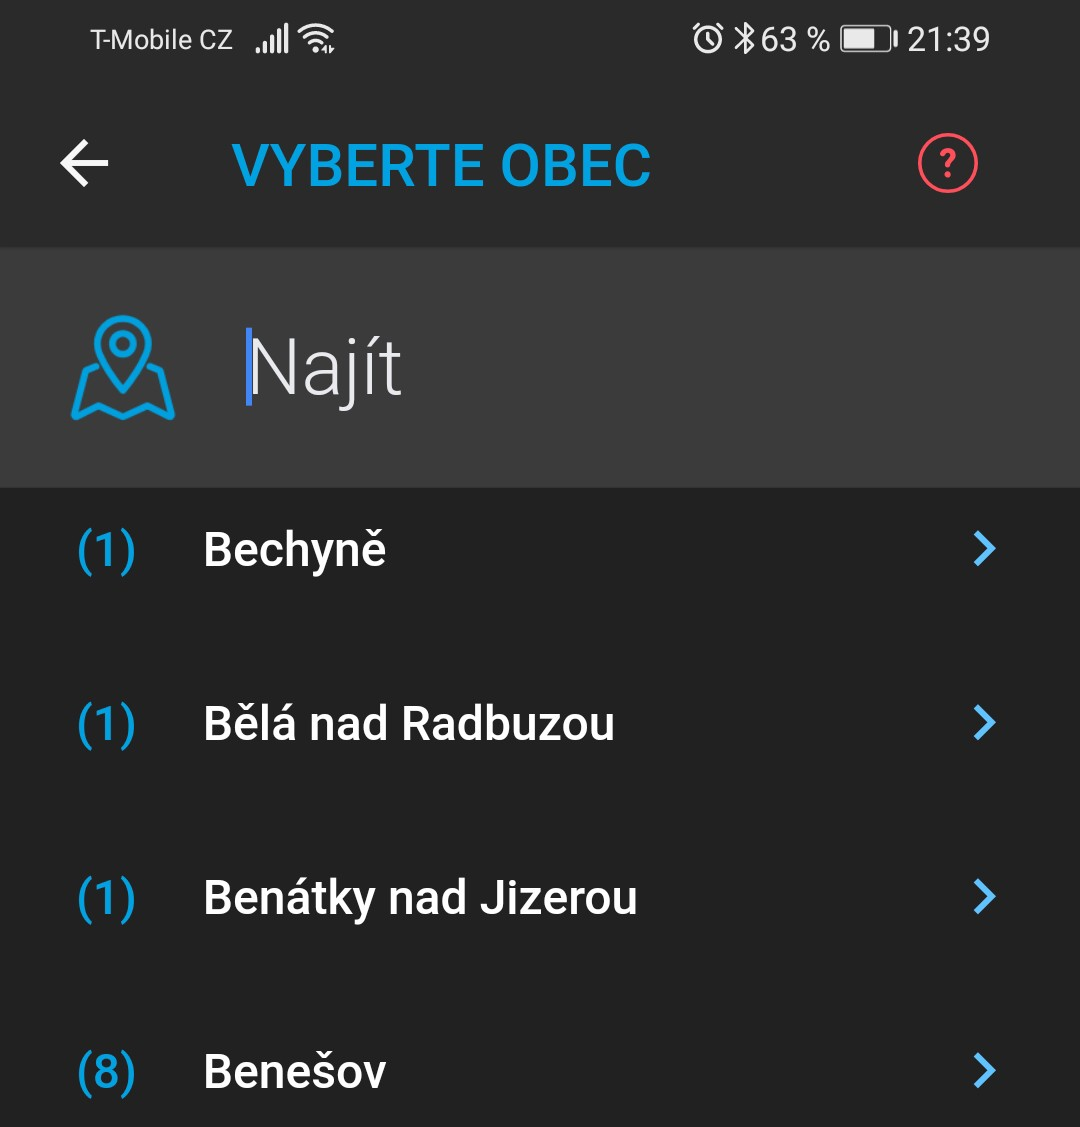 T-Mobile CZ 63 % 21:39
VYBERTE OBEC ?
Najít
(1) Bechyně
(1) Bělá nad Radbuzou
(1) Benátky nad Jizerou
(8) Benešov